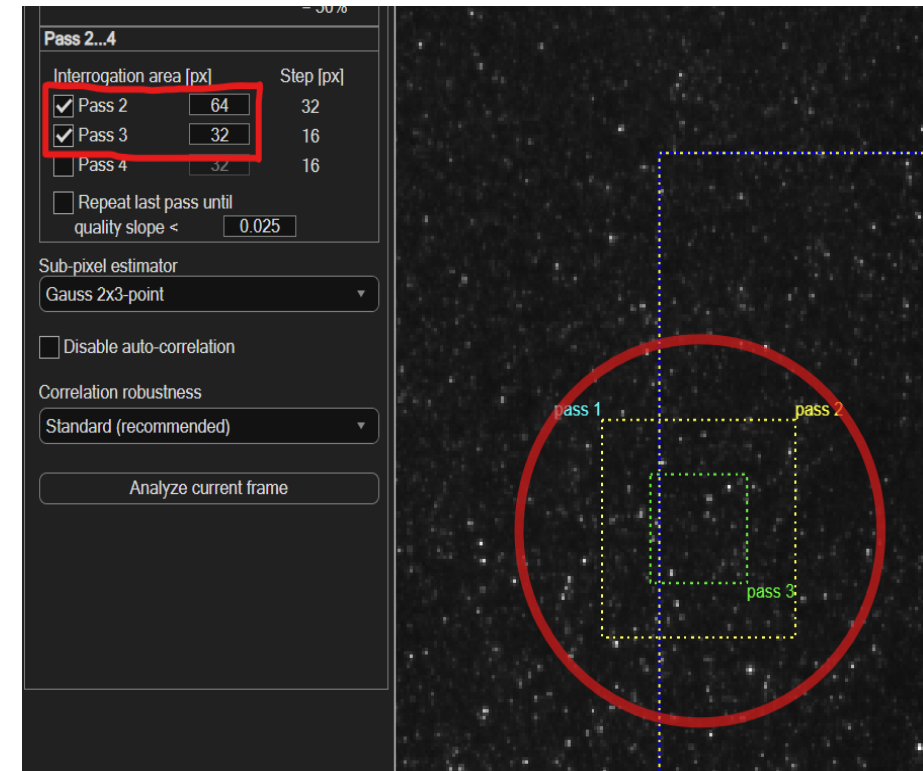 = 50%
Pass 2...4
Interrogation area [px] Step [px]
Pass 2 64 32
Pass 3 32 16
Pass 4 32 16
Repeat last pass until
quality slope < 0.025
Sub-pixel estimator
Gauss 2x3-point
Disable auto-correlation
Correlation robustness
Standard (recommended)
Analyze current frame
pass 1
pass 2
pass 3